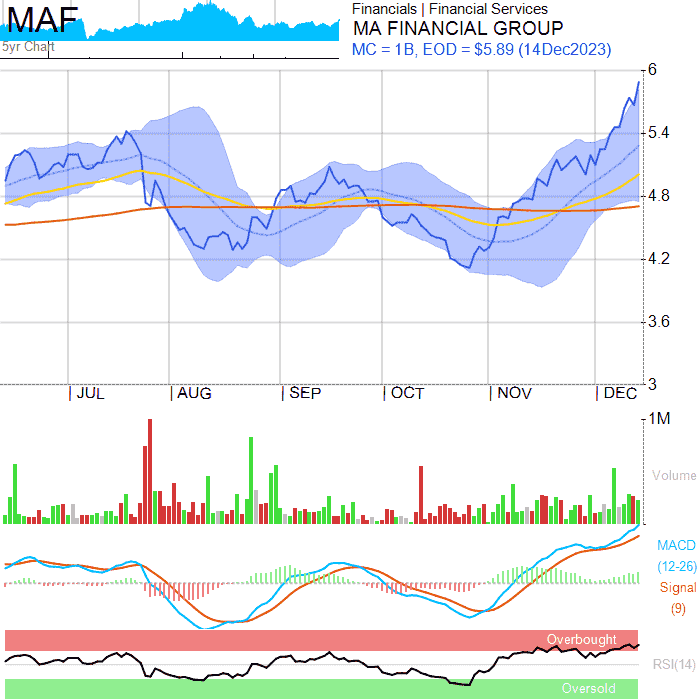 MAF
5yr Chart
Financials | Financial Services
MA FINANCIAL GROUP
MC = 1B, EOD = $5.89 (14Dec2023)
6
5.4
4.8
4.2
3.6
3
JUL AUG SEP OCT NOV DEC
1M
Volume
MACD
(12-26)
Signal
(9)
Overbought
RSI(14)
Oversold